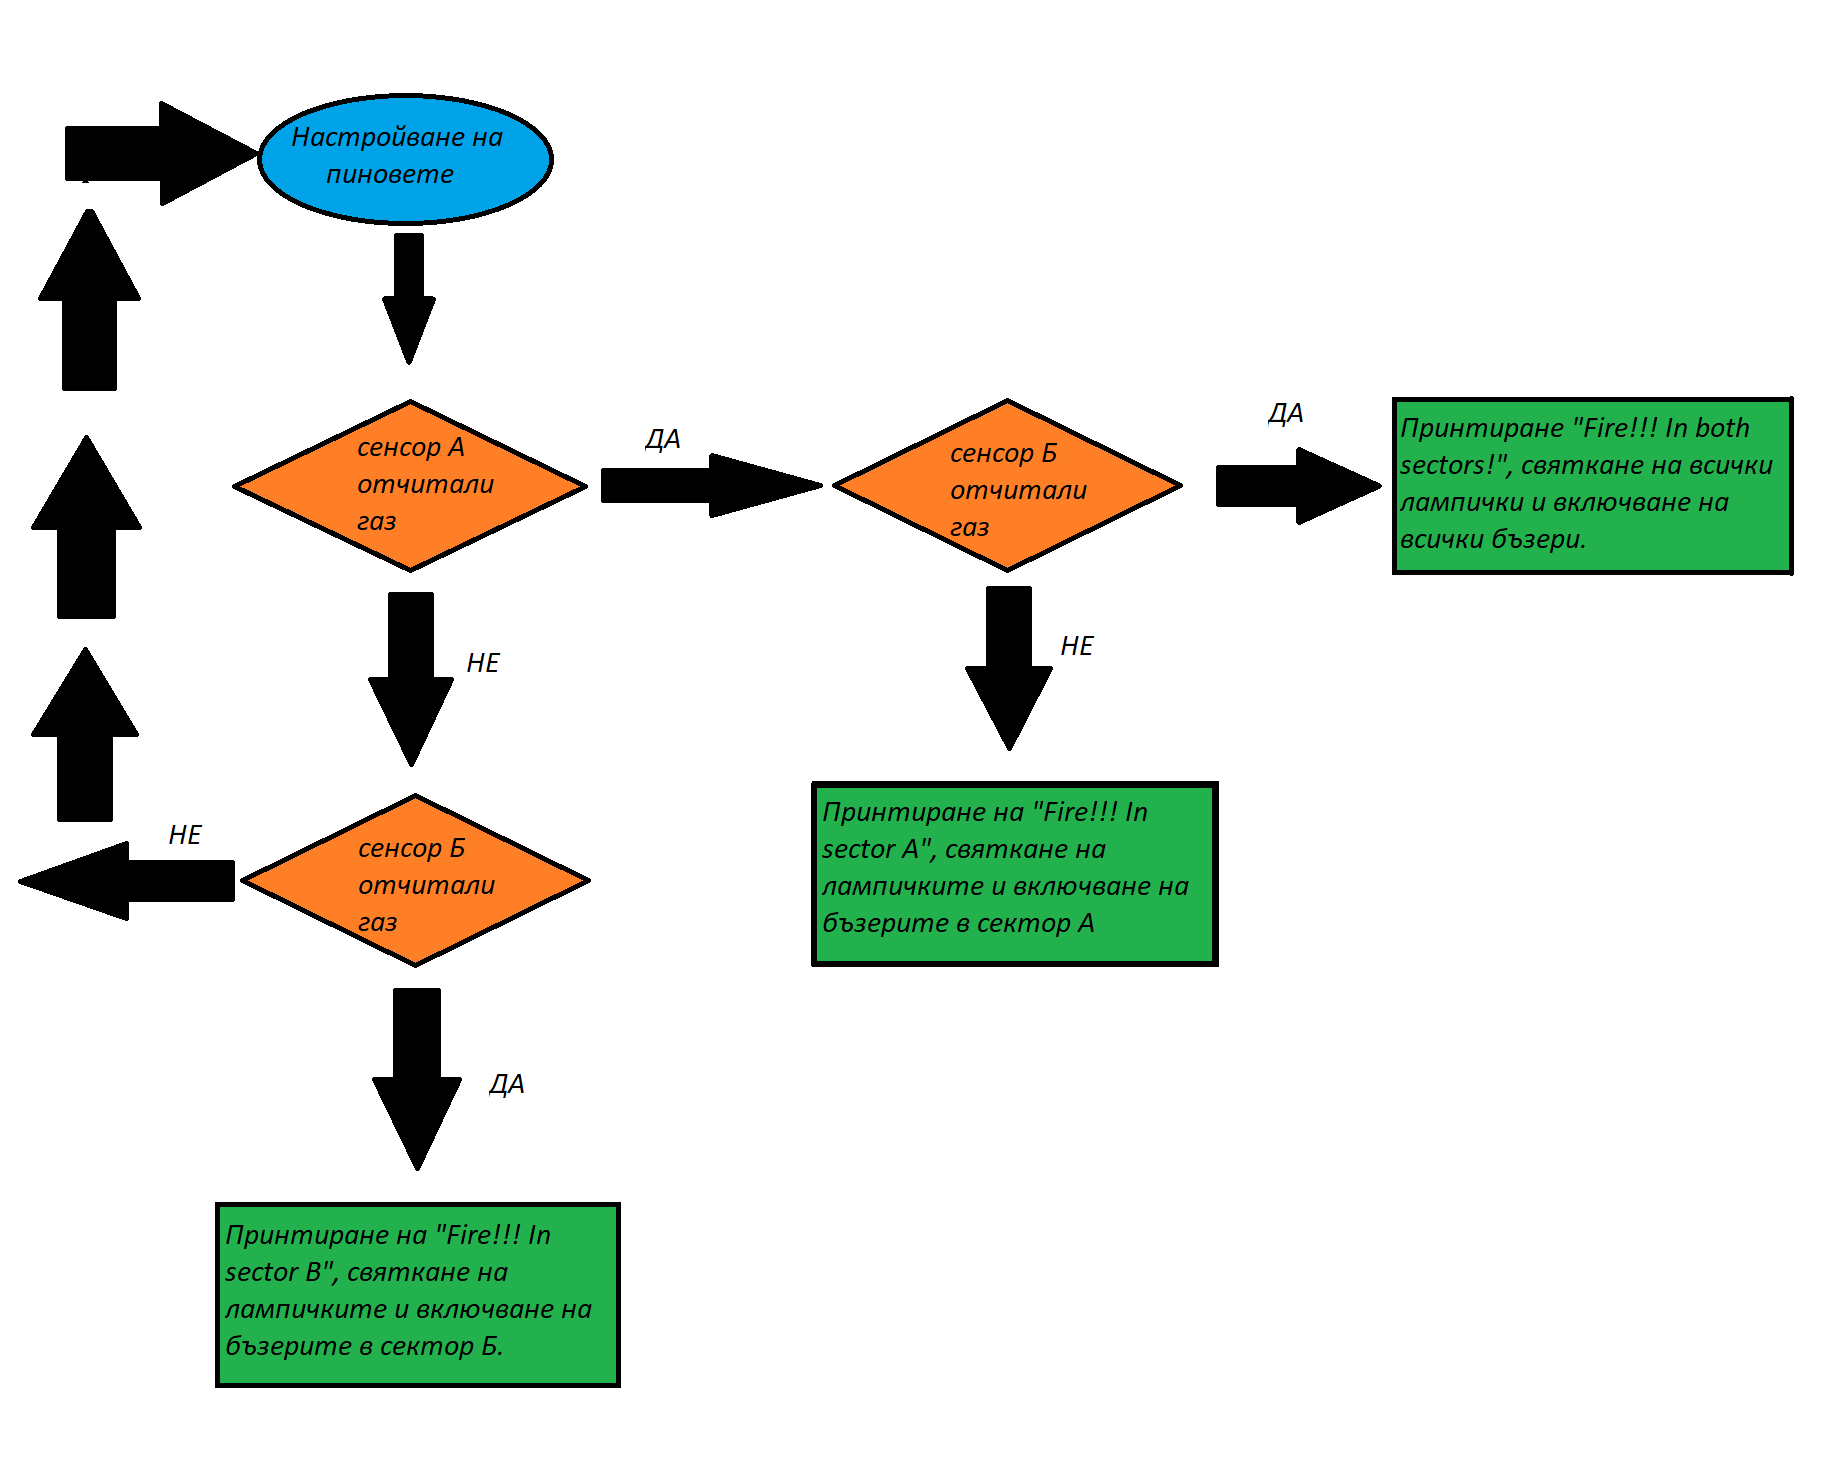 Настройване на
пиновете
сенсор А
отчитали
газ
ДА
сенсор Б
отчитали
газ
ДА
Принтиране "Fire!!! In both
sectors!", святкане на всички
лампички и включване на
всички бъзери.
НЕ
НЕ
Принтиране на "Fire!!! In
sector A", святкане на
лампичките и включване на
бъзерите в сектор А
НЕ
сенсор Б
отчитали
газ
ДА
Принтиране на "Fire!!! In
sector B", святкане на
лампичките и включване на
бъзерите в сектор Б.